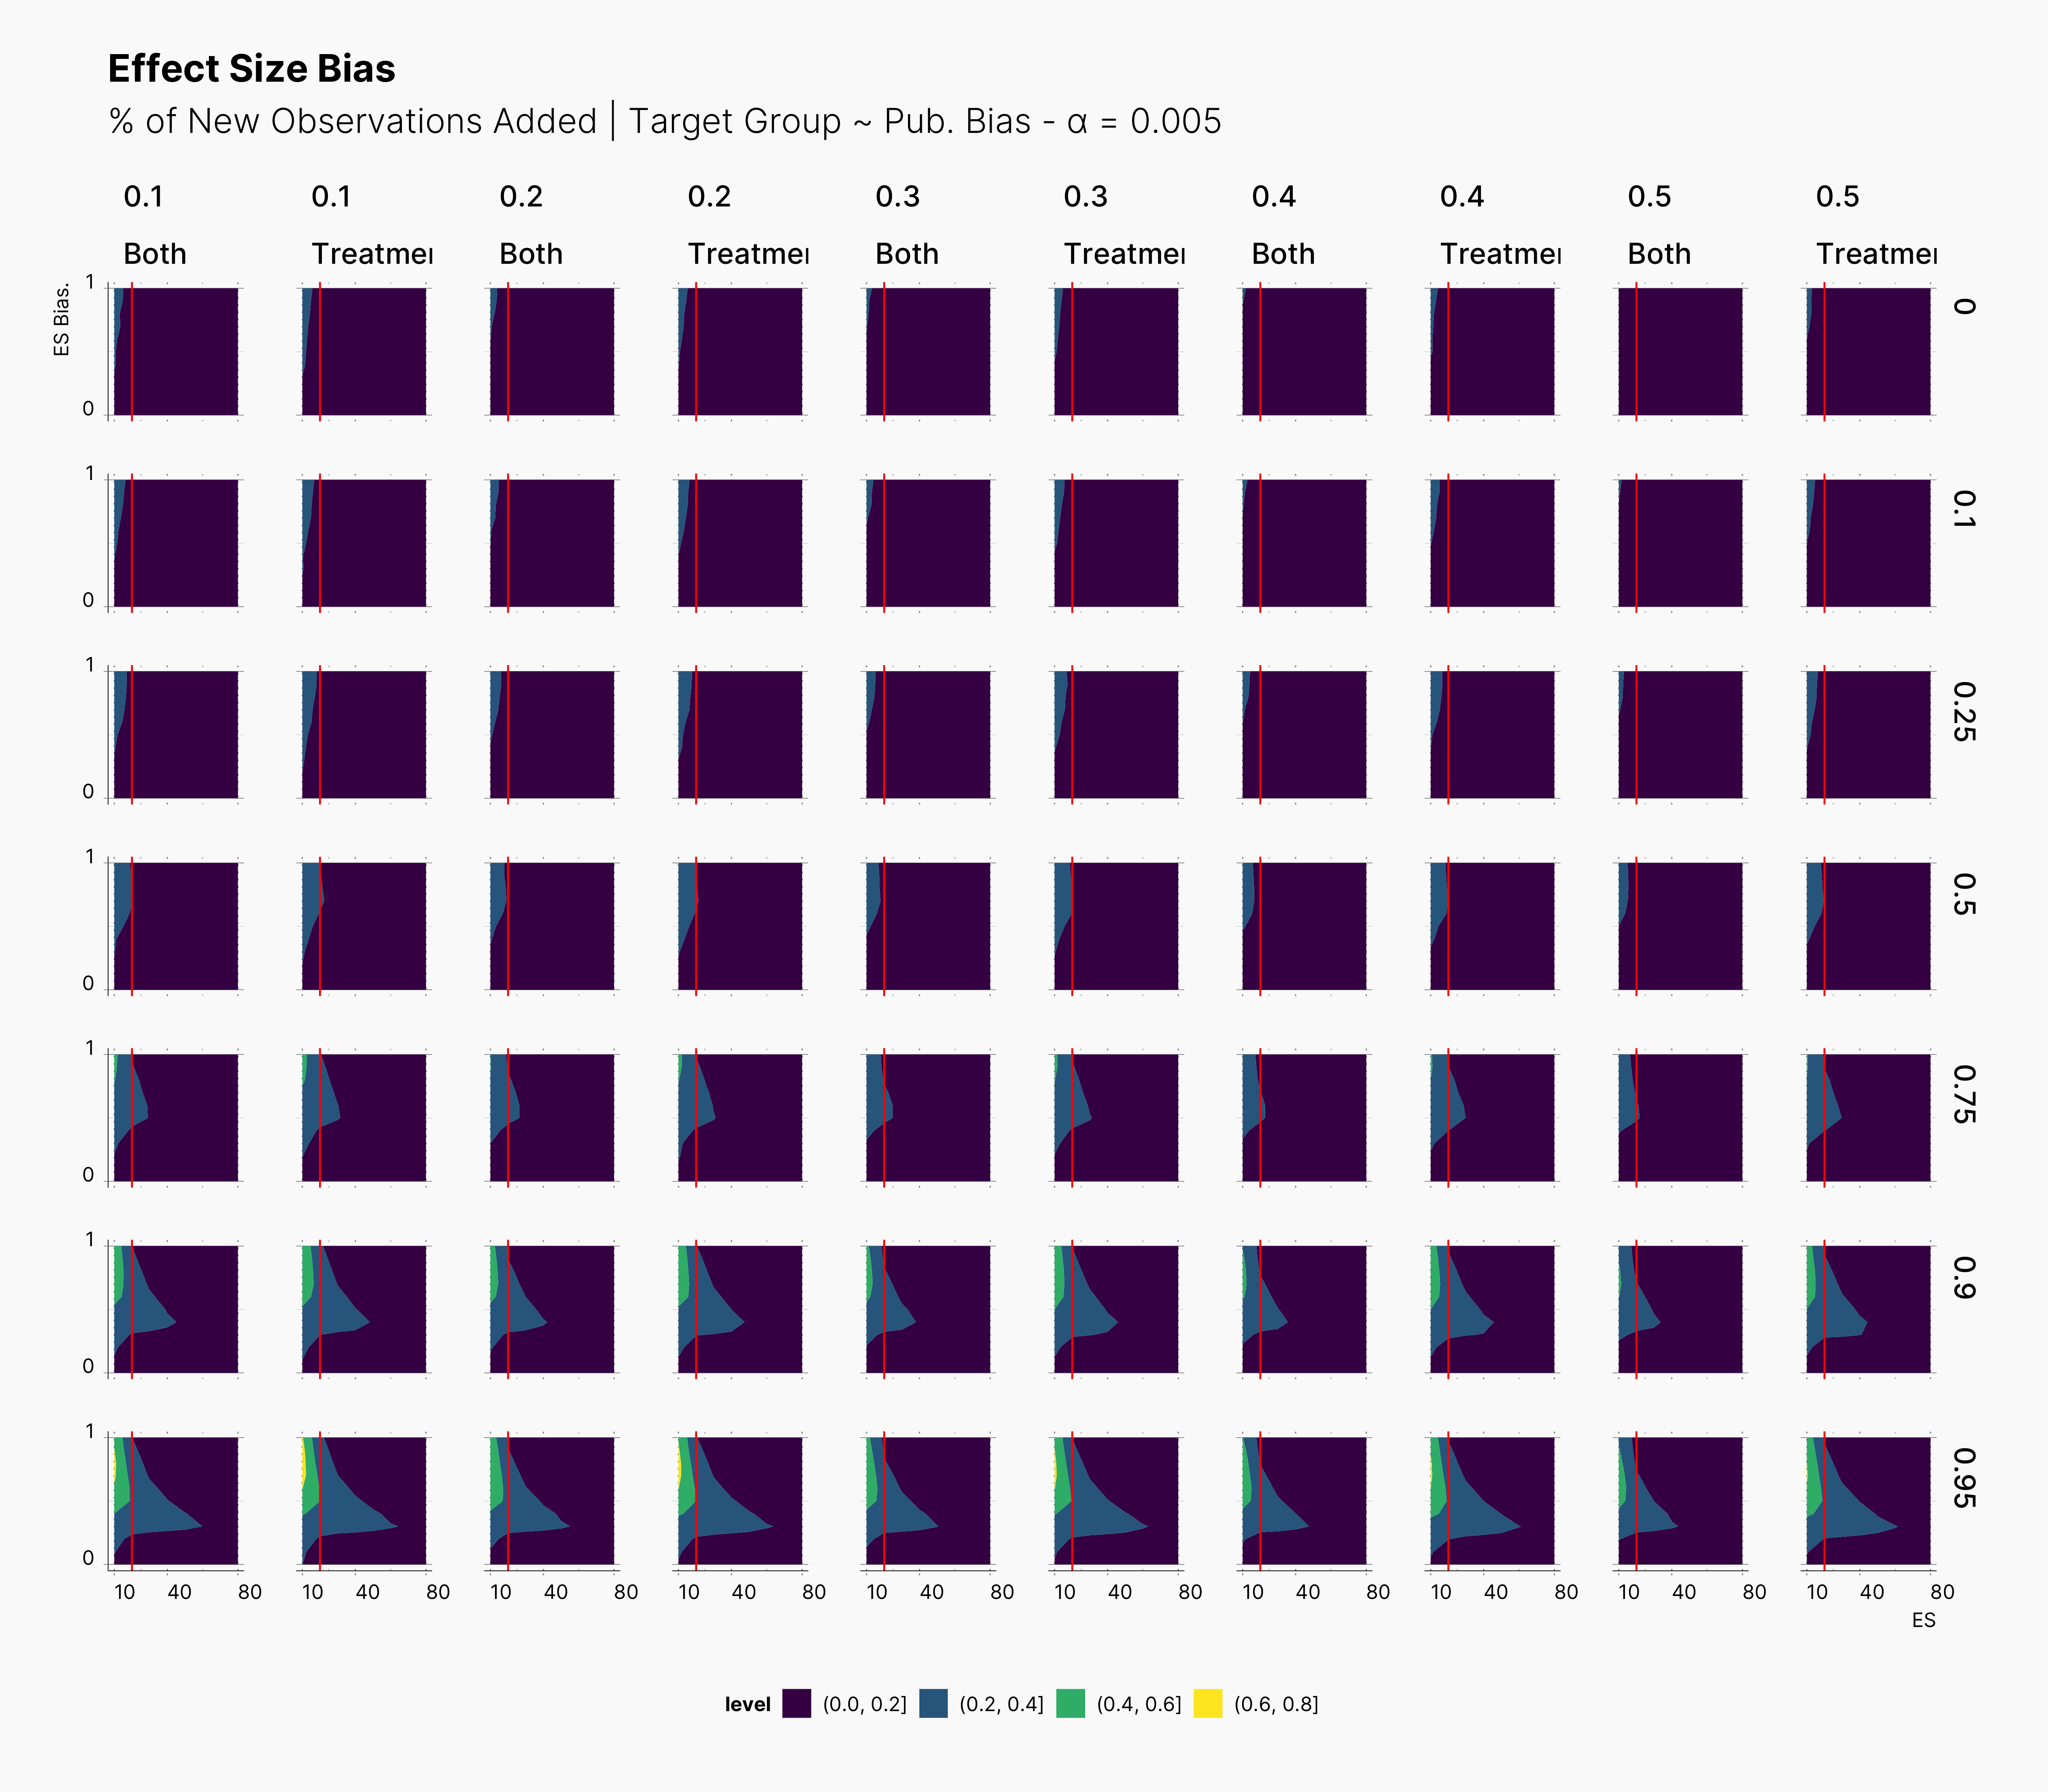 Effect Size Bias
% of New Observations Added | Target Group ~ Pub. Bias - α = 0.005
0.1 0.1 0.2 0.2 0.3 0.3 0.4 0.4 0.5 0.5
Both Treatmer Both Treatmer Both Treatmer Both Treatmer Both Treatmer
ES Bias.
1
0
0
1
0
0.1
1
0
0.25
1
0
0.5
1
0
0.75
1
0
0.9
1
0
0.95
10 40 80 10 40 80 10 40 80 10 40 80 10 40 80 10 40 80 10 40 80 10 40 80 10 40 80 10 40 80
ES
level (0.0, 0.2] (0.2, 0.4] (0.4, 0.6] (0.6, 0.8]